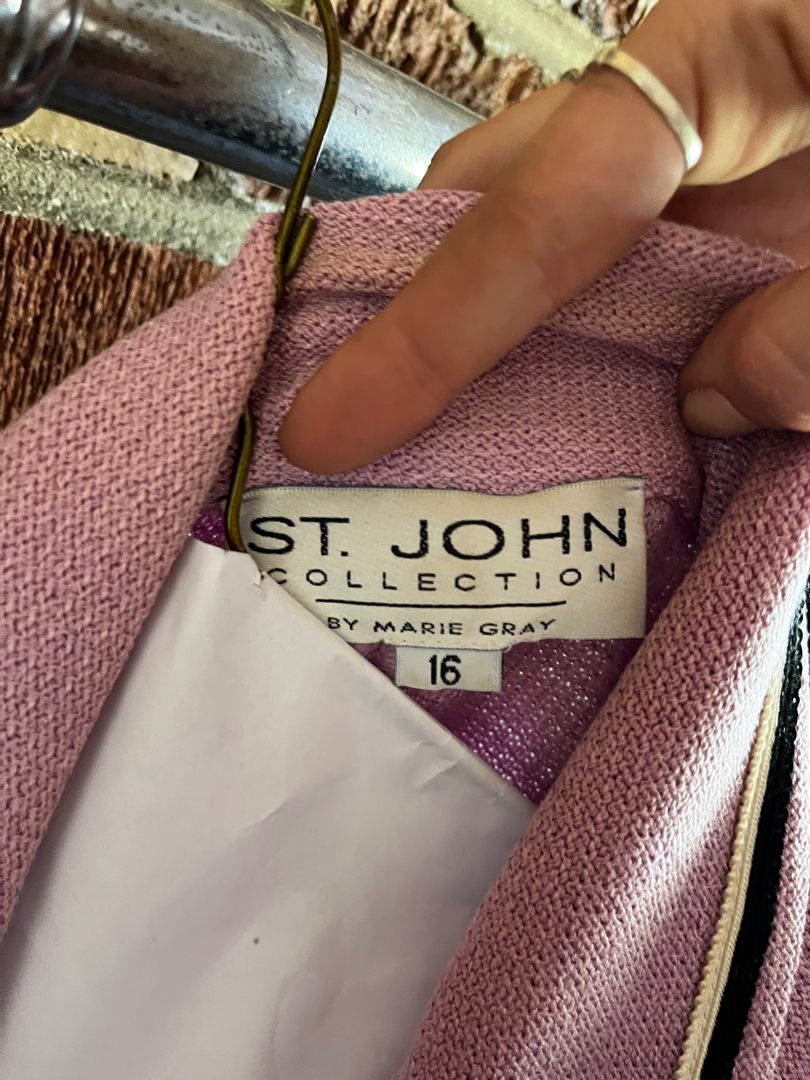 ST. JOHN
COLLECTION
BY MARIE GRAY
16